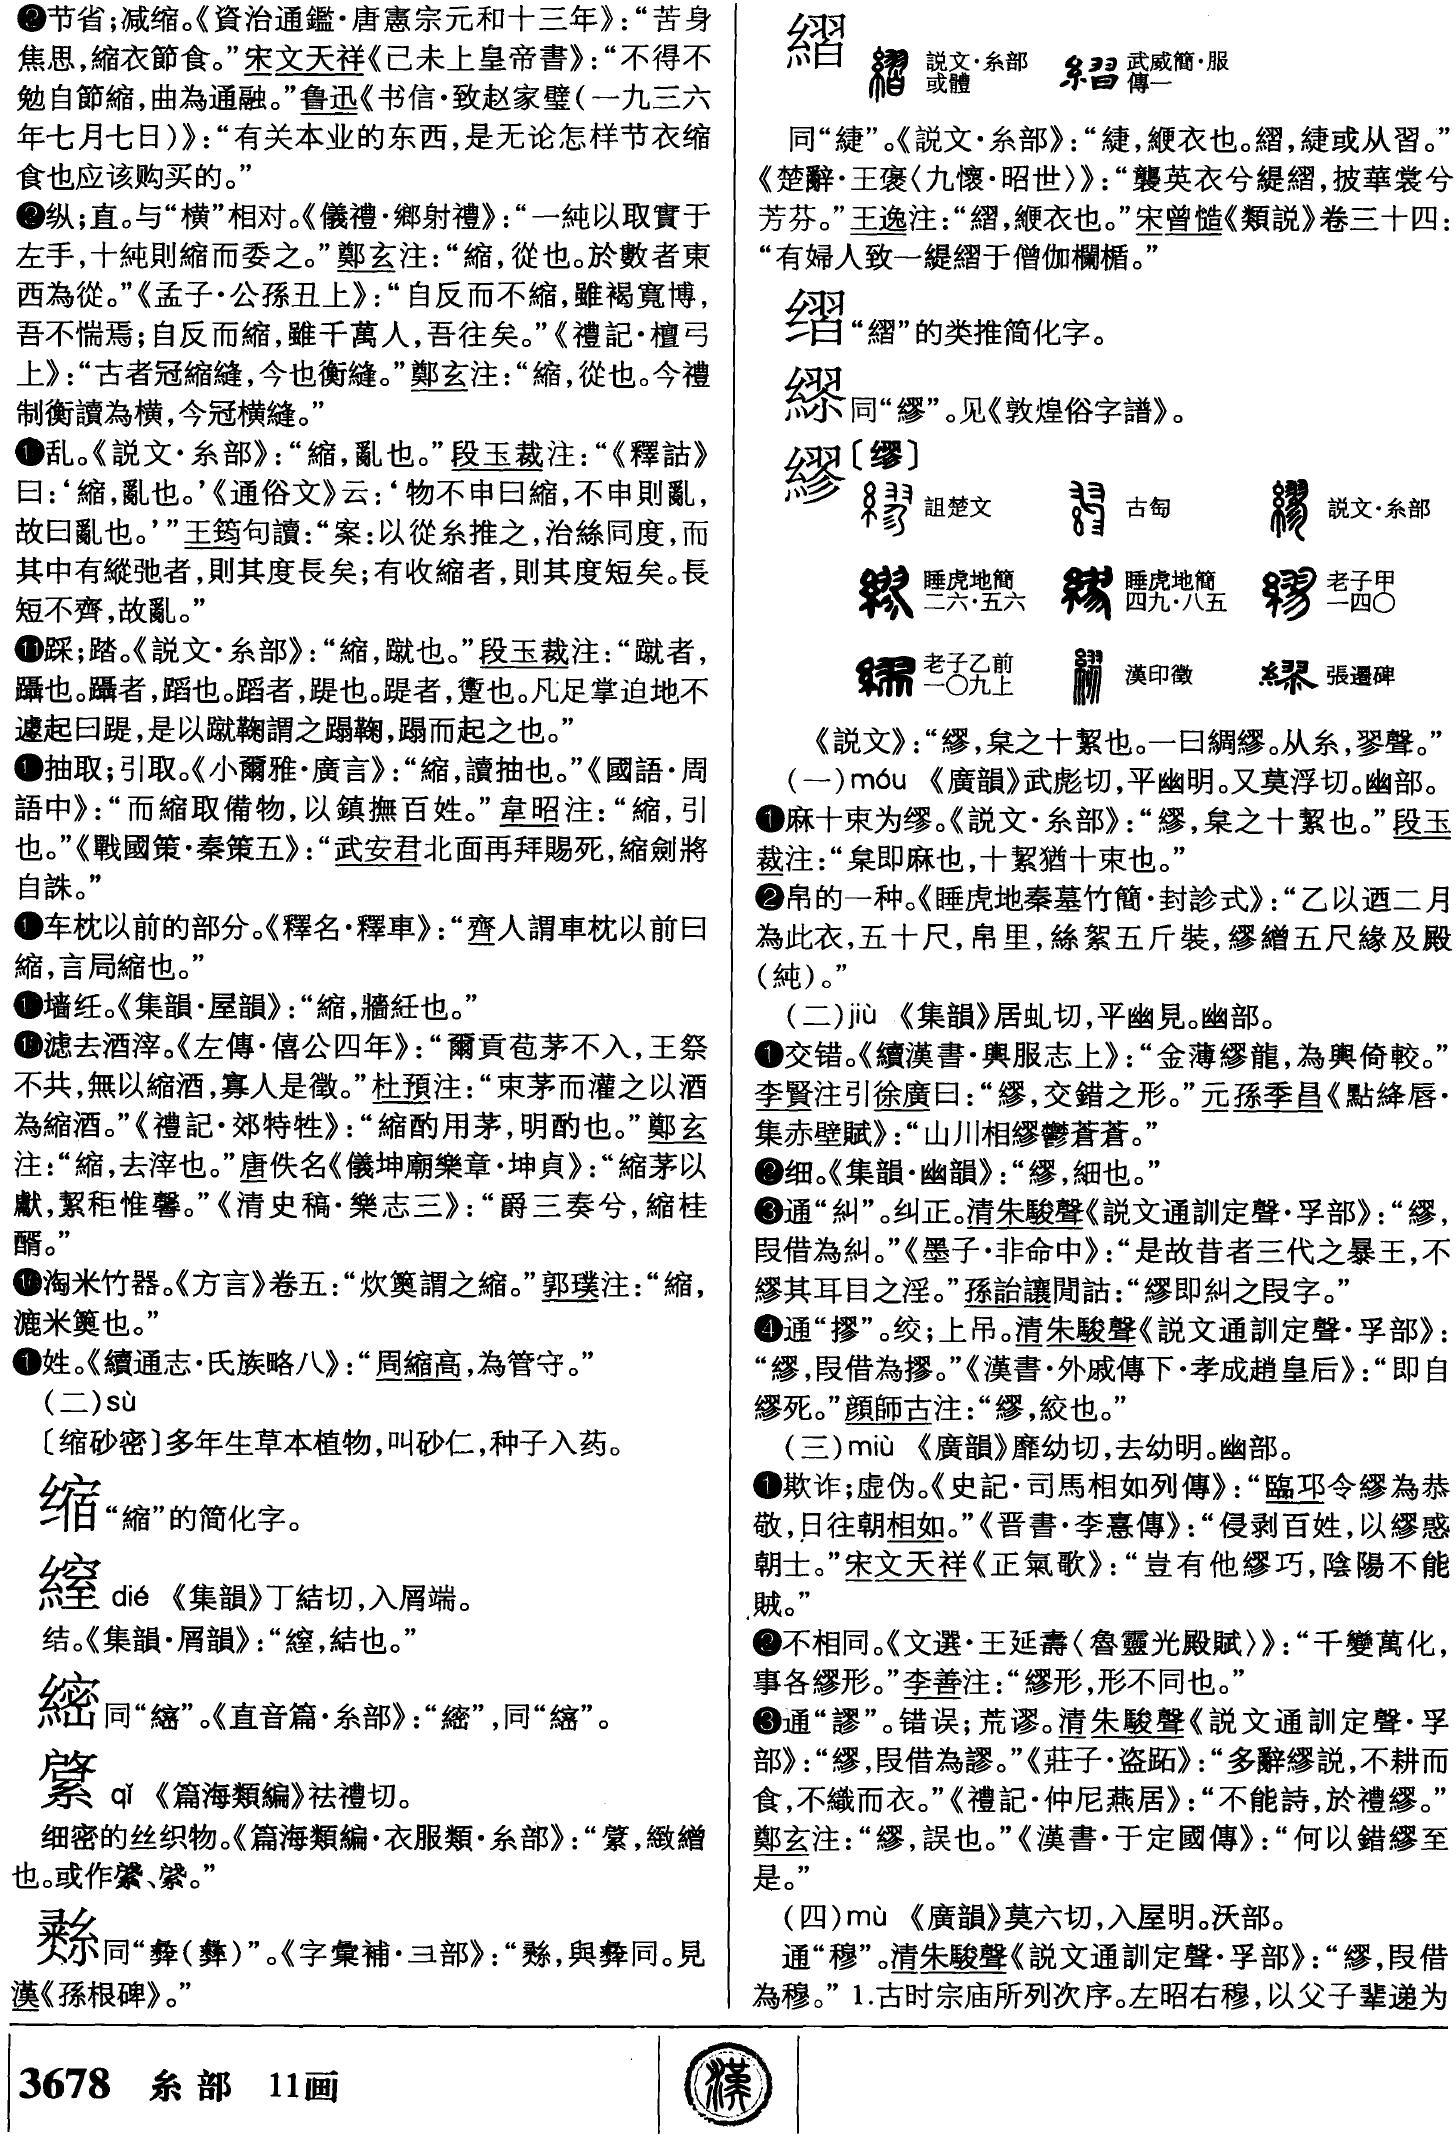 ❷节省;减缩。《資治通鑑·唐憲宗元和十三年》:“苦身
焦思,縮衣節食。”宋文天祥《己未上皇帝書》:“不得不
勉自節縮,曲為通融。”鲁迅《书信·致赵家璧(一九三六
年七月七日)》:“有关本业的东西,是无论怎样节衣缩
食也应该购买的。”
❷纵;直。与“横”相对。《儀禮·鄉射禮》:“一純以取實于
左手,十純則縮而委之。”鄭玄注:“縮,從也。於數者東
西為從。”《孟子·公孫丑上》:“自反而不縮,雖褐寬博,
吾不惴焉;自反而縮,雖千萬人,吾往矣。”《禮記·檀弓
上》:“古者冠縮縫,今也衡縫。”鄭玄注:“縮,從也。今禮
制衡讀為橫,今冠橫縫。”
❶乱。《説文·糸部》:“縮,亂也。”段玉裁注:“《釋詁》
曰:‘縮,亂也。’《通俗文》云:‘物不申曰縮,不申則亂,
故曰亂也。’”王筠句讀:“案:以從糸推之,治絲同度,而
其中有縱弛者,則其度長矣;有收縮者,則其度短矣。長
短不齊,故亂。”
⓫踩;踏。《説文·糸部》:“縮,蹴也。”段玉裁注:“蹴者,
躡也。躡者,蹈也。蹈者,踶也。踶者,躗也。凡足掌迫地不
遽起曰踶,是以蹴鞠謂之蹋鞠,蹋而起之也。”
❶抽取;引取。《小爾雅·廣言》:“縮,讀抽也。”《國語·周
語中》:“而縮取備物,以鎮撫百姓。”韋昭注:“縮,引
也。”《戰國策·秦策五》:“武安君北面再拜賜死,縮劍將
自誅。”
❶车枕以前的部分。《釋名·釋車》:“齊人謂車枕以前曰
縮,言局縮也。”
❶墙纴。《集韻·屋韻》:“縮,牆紝也。”
⓯滤去酒滓。《左傳·僖公四年》:“爾貢苞茅不入,王祭
不共,無以縮酒,寡人是徵。”杜預注:“束茅而灌之以酒
為縮酒。”《禮記·郊特牲》:“縮酌用茅,明酌也。”鄭玄
注:“縮,去滓也。”唐佚名《儀坤廟樂章·坤貞》:“縮茅以
獻,絜秬惟馨。”《清史稿·樂志三》:“爵三奏兮,縮桂
醑。”
⓰淘米竹器。《方言》卷五:“炊䉛謂之縮。”郭璞注:“縮,
漉米䉛也。”
❶姓。《續通志·氏族略八》:“周縮高,為管守。”
(二)sù
〔缩砂密〕多年生草本植物,叫砂仁,种子入药。
缩“縮”的简化字。
䋿 dié 《集韻》丁結切,入屑端。
结。《集韻·屑韻》:“䋿,結也。”
同“䌏”。《直音篇·糸部》:
綮 qǐ 《篇海類編》祛禮切。
细密的丝织物。《篇海類編·衣服類·糸部》:“綮,緻繒
也。
同“彝(彜)”。《字彙補·彐部》:“與彝同。見
漢《孫根碑》。”
縎 説文·糸部 或體 武威簡·服 傳一
同“緁”。《説文·糸部》:“緁,緶衣也。緁或从習。”
《楚辭·王褒〈九懷·昭世〉》:“襲英衣兮緹䌌,披華裳兮
芳芬。”王逸注:“䌌,緶衣也。”宋曾慥《類説》卷三十四:
“有婦人致一緹䌌于僧伽欄楯。”
“䌌”的类推简化字。
同“繆”。见《敦煌俗字譜》。
繆〔缪〕
詛楚文 古匋 説文·糸部
睡虎地簡 二六·五六 睡虎地簡 四九·八五 老子甲 一四〇
老子乙前 一〇九上 漢印徵 張遷碑
《説文》:“繆,枲之十絜也。一曰綢繆。从糸,翏聲。”
(一)móu 《廣韻》武彪切,平幽明。又莫浮切。幽部。
❶麻十束为缪。《説文·糸部》:“繆,枲之十絜也。”段玉
裁注:“枲即麻也,十絜猶十束也。”
❷帛的一种。《睡虎地秦墓竹簡·封診式》:“乙以迺二月
為此衣,五十尺,帛里,絲絮五斤裝,繆繒五尺緣及殿
(純)。”
(二)jiù 《集韻》居虬切,平幽見。幽部。
❶交错。《續漢書·輿服志上》:“金薄繆龍,為輿倚較。”
李賢注引徐廣曰:“繆,交錯之形。”元孫季昌《點絳唇·
集赤壁賦》:“山川相繆鬱蒼蒼。”
❷细。《集韻·幽韻》:“繆,細也。”
❸通“糾”。纠正。清朱駿聲《説文通訓定聲·孚部》:“繆,
叚借為糾。”《墨子·非命中》:“是故昔者三代之暴王,不
繆其耳目之淫。”孫詒讓閒詁:“繆即糾之叚字。”
❹通“摎”。绞;上吊。清朱駿聲《説文通訓定聲·孚部》:
“繆,叚借為摎。”《漢書·外戚傳下·孝成趙皇后》:“即自
繆死。”顔師古注:“繆,絞也。”
(三)miù 《廣韻》靡幼切,去幼明。幽部。
❶欺诈;虚伪。《史記·司馬相如列傳》:“臨邛令繆為恭
敬,日往朝相如。”《晋書·李憙傳》:“侵剥百姓,以繆惑
朝士。”宋文天祥《正氣歌》:“豈有他繆巧,陰陽不能
賊。”
❷不相同。《文選·王延壽〈魯靈光殿賦〉》:“千變萬化,
事各繆形。”李善注:“繆形,形不同也。”
❸通“謬”。错误;荒谬。清朱駿聲《説文通訓定聲·孚
部》:“繆,叚借為謬。”《莊子·盗跖》:“多辭繆説,不耕而
食,不織而衣。”《禮記·仲尼燕居》:“不能詩,於禮繆。”
鄭玄注:“繆,誤也。”《漢書·于定國傳》:“何以錯繆至
是。”
(四)mù 《廣韻》莫六切,入屋明。沃部。
通“穆”。清朱駿聲《説文通訓定聲·孚部》:“繆,叚借
為穆。” 1.古时宗庙所列次序。左昭右穆,以父子辈递为
3678 糸部 11画
漢